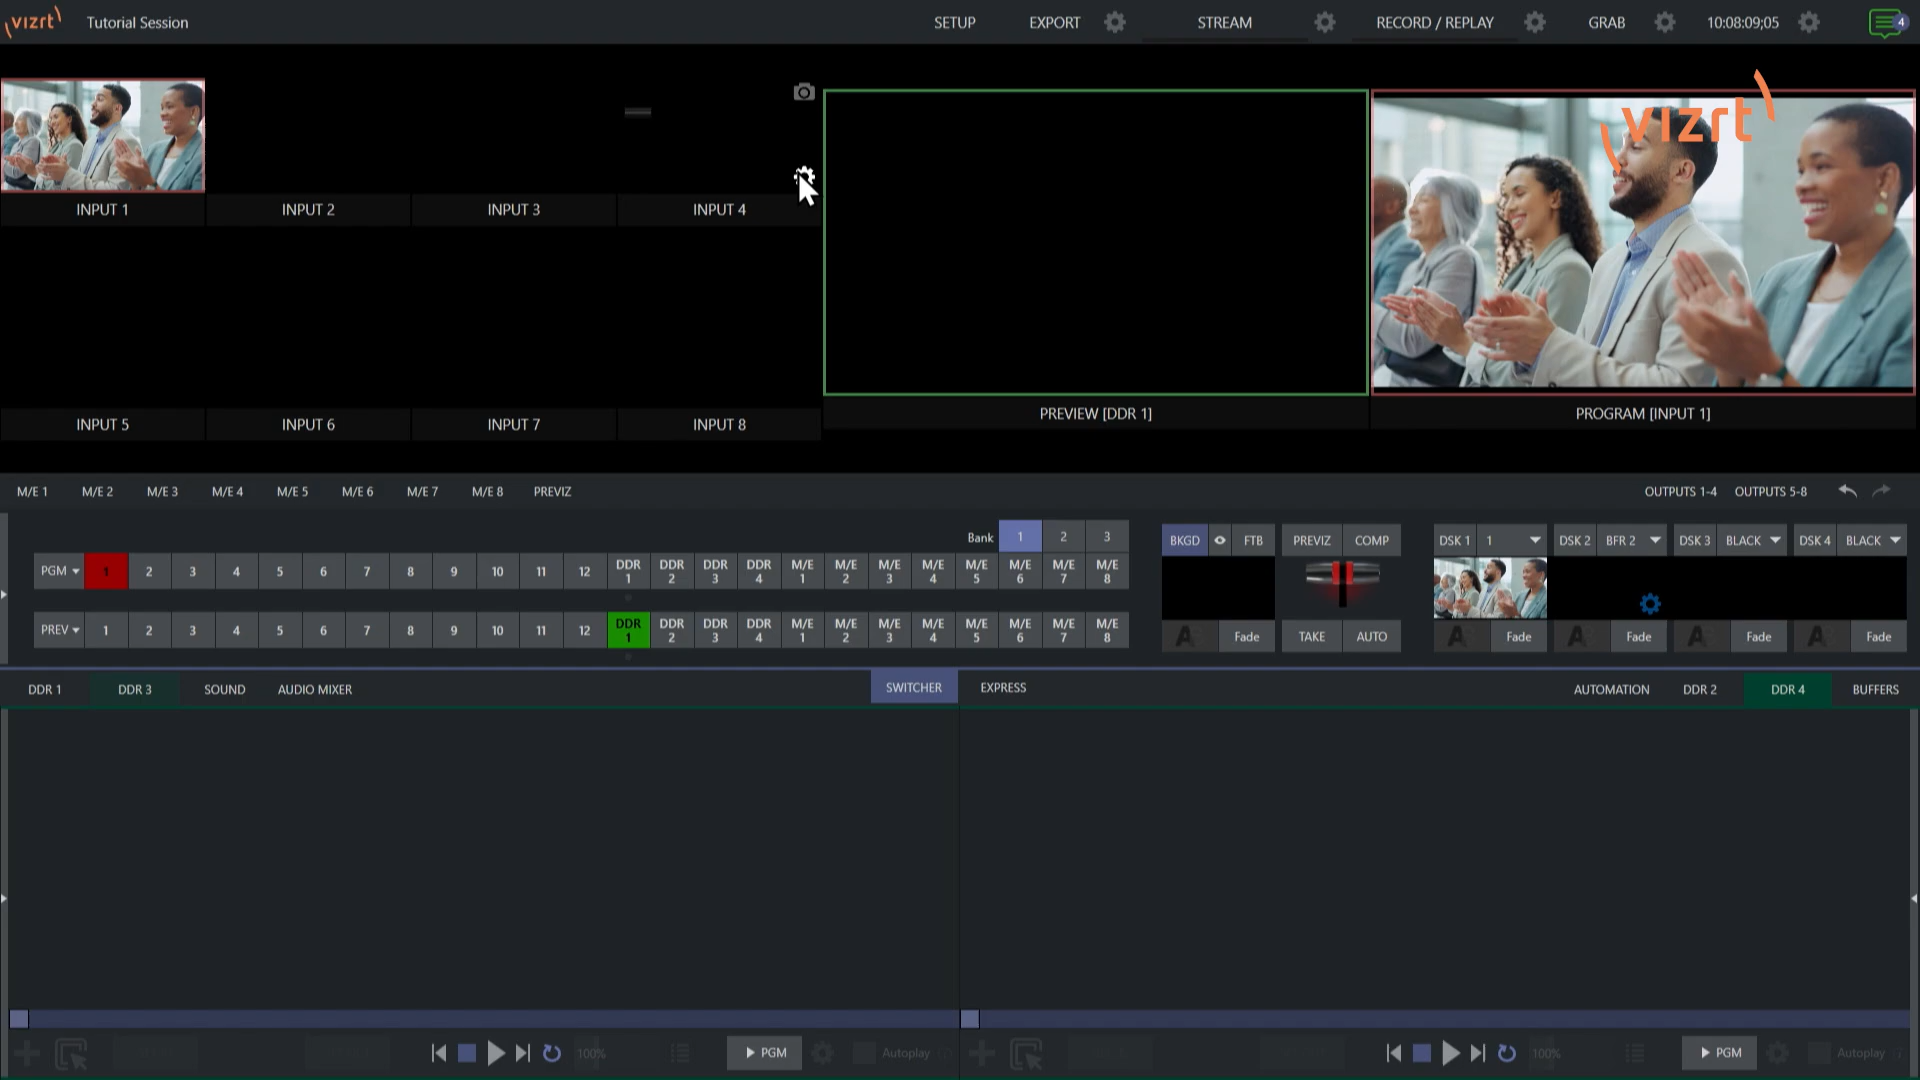 vizrt Tutorial Session SETUP EXPORT STREAM RECORD / REPLAY GRAB 10:08:09;05 4
vizrt
INPUT 1 INPUT 2 INPUT 3 INPUT 4
INPUT 5 INPUT 6 INPUT 7 INPUT 8
PREVIEW [DDR 1] PROGRAM [INPUT 1]
M/E 1 M/E 2 M/E 3 M/E 4 M/E 5 M/E 6 M/E 7 M/E 8 PREVIZ OUTPUTS 1-4 OUTPUTS 5-8
Bank 1 2 3
BKGD FTB PREVIZ COMP DSK 1 1 DSK 2 BFR 2 DSK 3 BLACK DSK 4 BLACK
PGM 1 2 3 4 5 6 7 8 9 10 11 12 DDR 1 DDR 2 DDR 3 DDR 4 M/E 1 M/E 2 M/E 3 M/E 4 M/E 5 M/E 6 M/E 7 M/E 8
PREV 1 2 3 4 5 6 7 8 9 10 11 12 DDR 1 DDR 2 DDR 3 DDR 4 M/E 1 M/E 2 M/E 3 M/E 4 M/E 5 M/E 6 M/E 7 M/E 8
A Fade TAKE AUTO A Fade A Fade A Fade A Fade
DDR 1 DDR 3 SOUND AUDIO MIXER SWITCHER EXPRESS AUTOMATION DDR 2 DDR 4 BUFFERS
100% PGM Autoplay 100% PGM Autoplay